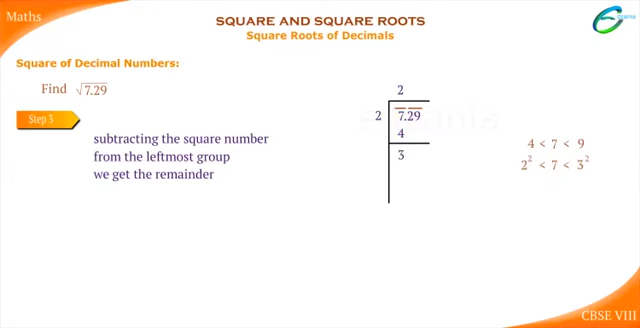 Maths
SQUARE AND SQUARE ROOTS
Square Roots of Decimals
Square of Decimal Numbers:
Find √7.29
Step 3
subtracting the square number
from the leftmost group
we get the remainder
2
2 7.29
4
3
4 < 7 < 9
2² < 7 < 3²
CBSE VIII